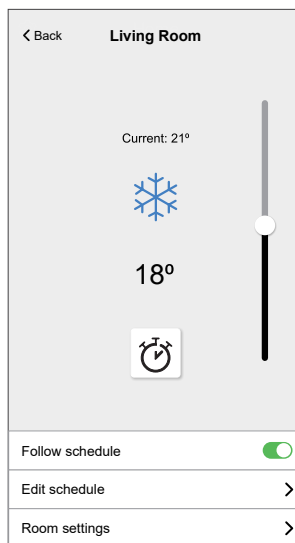 Back
Living Room
Current: 21º
18º
Follow schedule
Edit schedule
Room settings